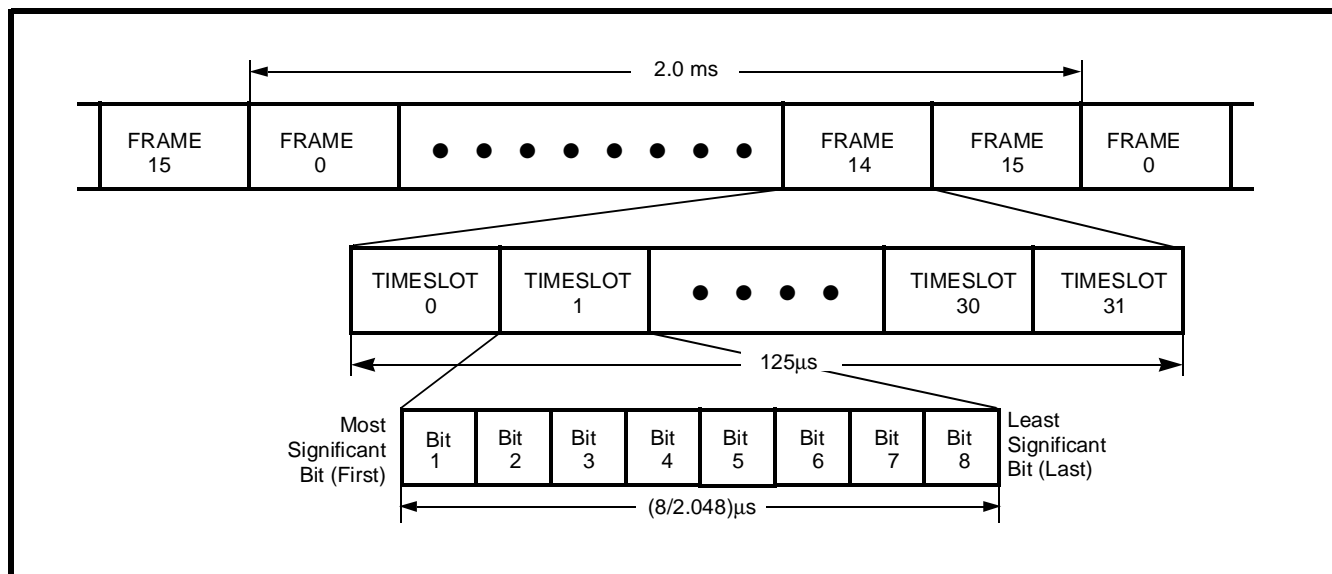 2.0 ms
FRAME
15
FRAME
0
FRAME
14
FRAME
15
FRAME
0
TIMESLOT
0
TIMESLOT
1
TIMESLOT
30
TIMESLOT
31
125μs
Most
Significant
Bit (First)
Bit
1
Bit
2
Bit
3
Bit
4
Bit
5
Bit
6
Bit
7
Bit
8
Least
Significant
Bit (Last)
(8/2.048)μs